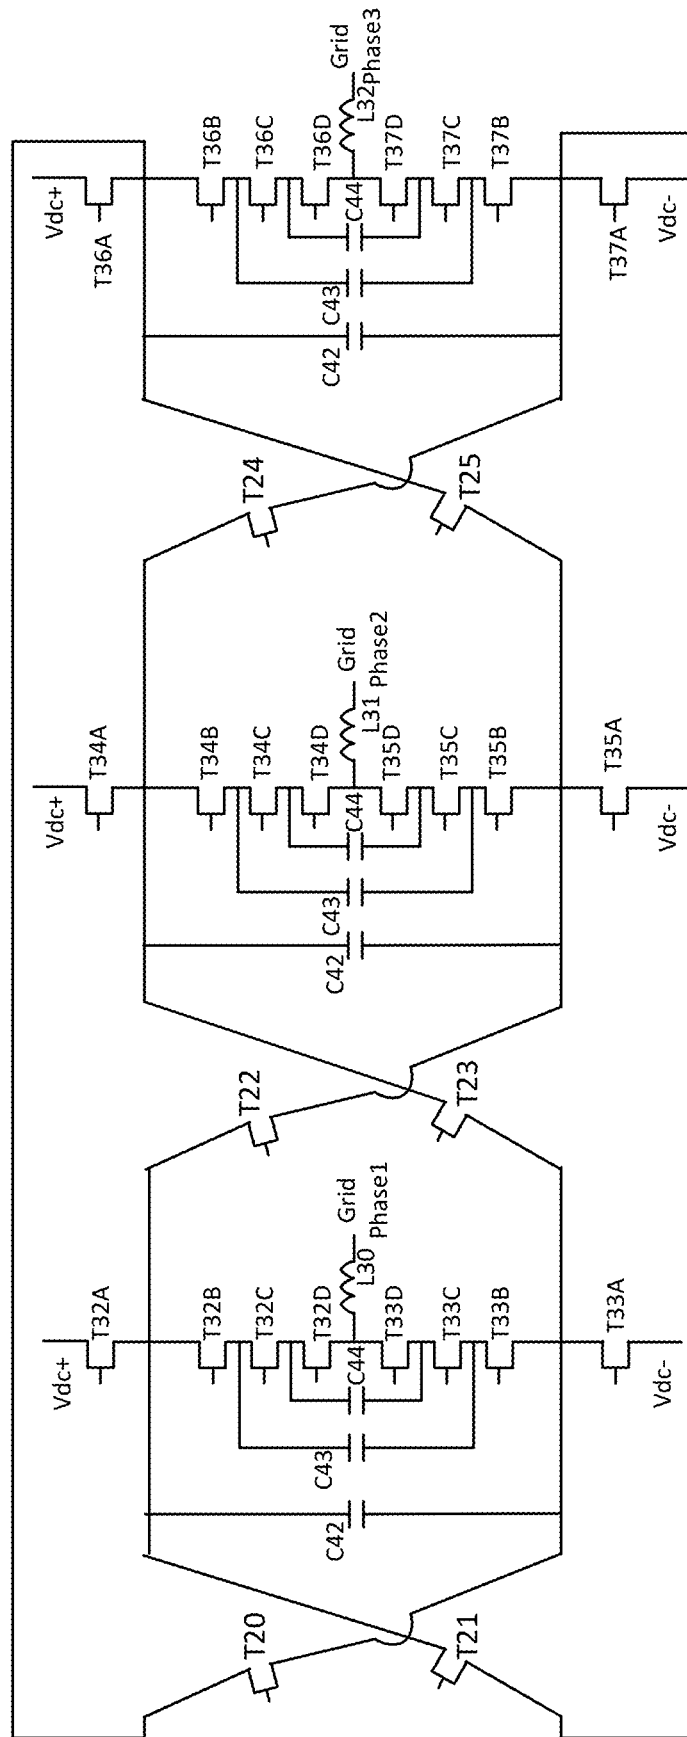 Vdc+
T36A
T36B
T36C
T36D
Grid
Phase3
L32
T37D
T37C
T37B
T37A
Vdc-
C44
C43
C42
T24
T25
Vdc+
T34A
T34B
T34C
T34D
Grid
Phase2
L31
T35D
T35C
T35B
T35A
Vdc-
C44
C43
C42
T22
T23
Vdc+
T32A
T32B
T32C
T32D
Grid
Phase1
L30
T33D
T33C
T33B
T33A
Vdc-
C44
C43
C42
T20
T21